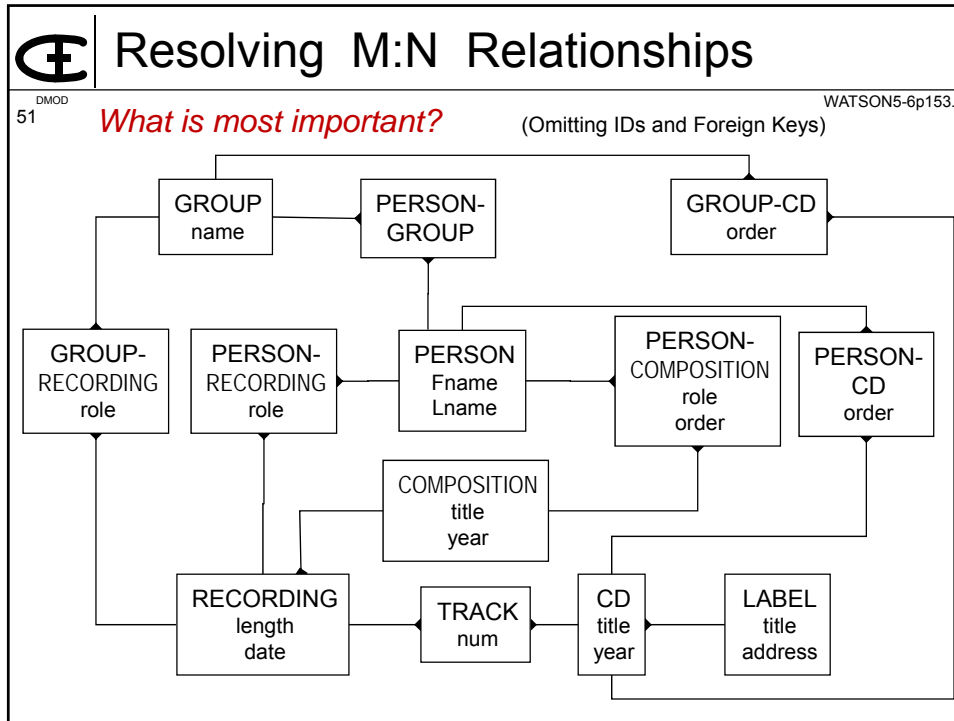 Resolving M:N Relationships
DMOD
51
What is most important?
(Omitting IDs and Foreign Keys)
WATSON5-6p153.
GROUP
name
PERSON-
GROUP
GROUP-CD
order
GROUP-
RECORDING
role
PERSON-
RECORDING
role
PERSON
Fname
Lname
PERSON-
COMPOSITION
role
order
PERSON-
CD
order
COMPOSITION
title
year
RECORDING
length
date
TRACK
num
CD
title
year
LABEL
title
address